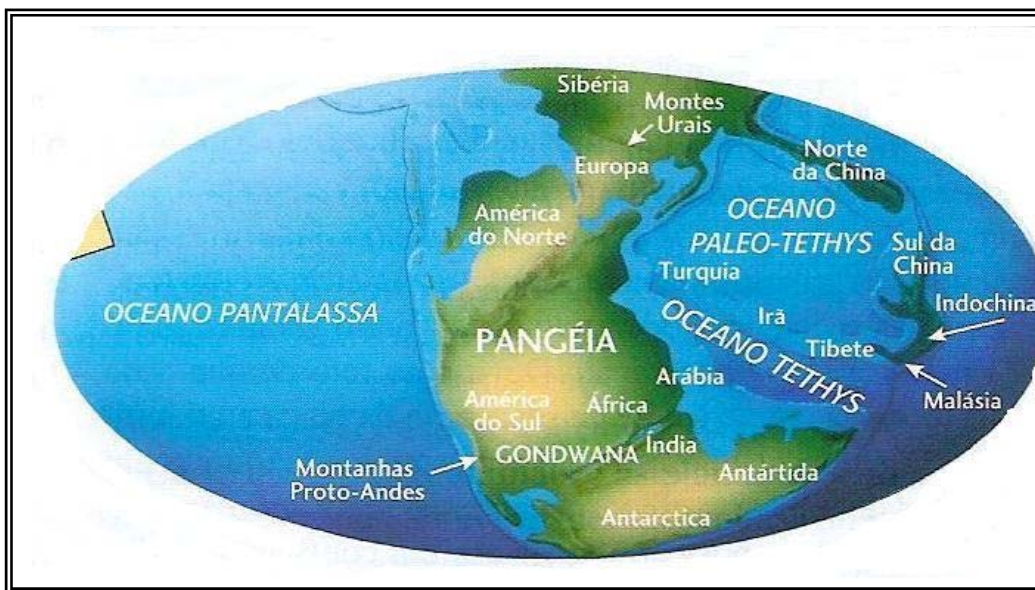 Sibéria
Montes
Urais
Europa
Norte
da China
América
do Norte
OCEANO
PALEO-TETHYS
Sul da
China
Turquia
Indochina
OCEANO PANTALASSA
Irã
PANGÉIA
OCEANO TETHYS
Tibete
Arábia
Malásia
América
do Sul
África
Índia
GONDWANA
Montanhas
Proto-Andes
Antártida
Antarctica